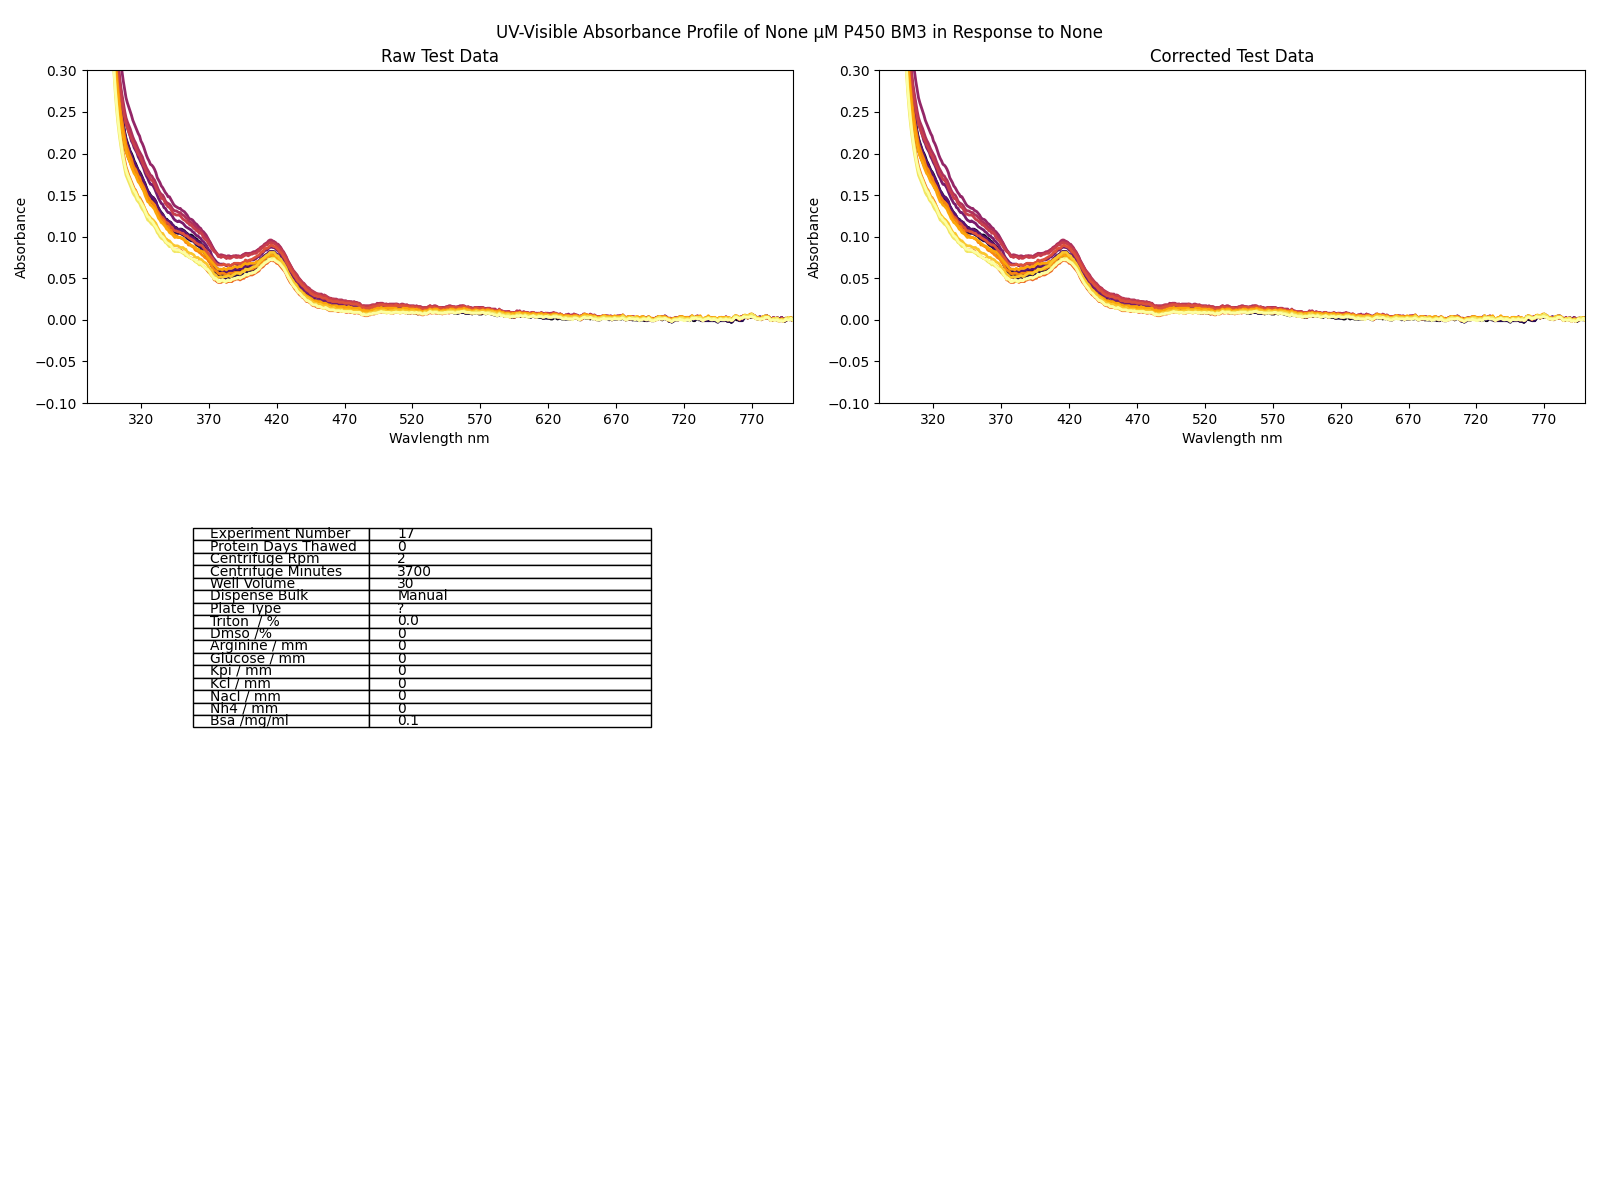 UV-Visible Absorbance Profile of None μM P450 BM3 in Response to None
Raw Test Data
0.30
0.25
0.20
0.15
0.10
0.05
0.00
−0.05
−0.10
Absorbance
320 370 420 470 520 570 620 670 720 770
Wavlength nm
Corrected Test Data
0.30
0.25
0.20
0.15
0.10
0.05
0.00
−0.05
−0.10
Absorbance
320 370 420 470 520 570 620 670 720 770
Wavlength nm
Experiment Number 17
Protein Days Thawed 0
Centrifuge Rpm 2
Centrifuge Minutes 3700
Well Volume 30
Dispense Bulk Manual
Plate Type ?
Triton / % 0.0
Dmso /% 0
Arginine / mm 0
Glucose / mm 0
Kpi / mm 0
Kcl / mm 0
Nacl / mm 0
Nh4 / mm 0
Bsa /mg/ml 0.1